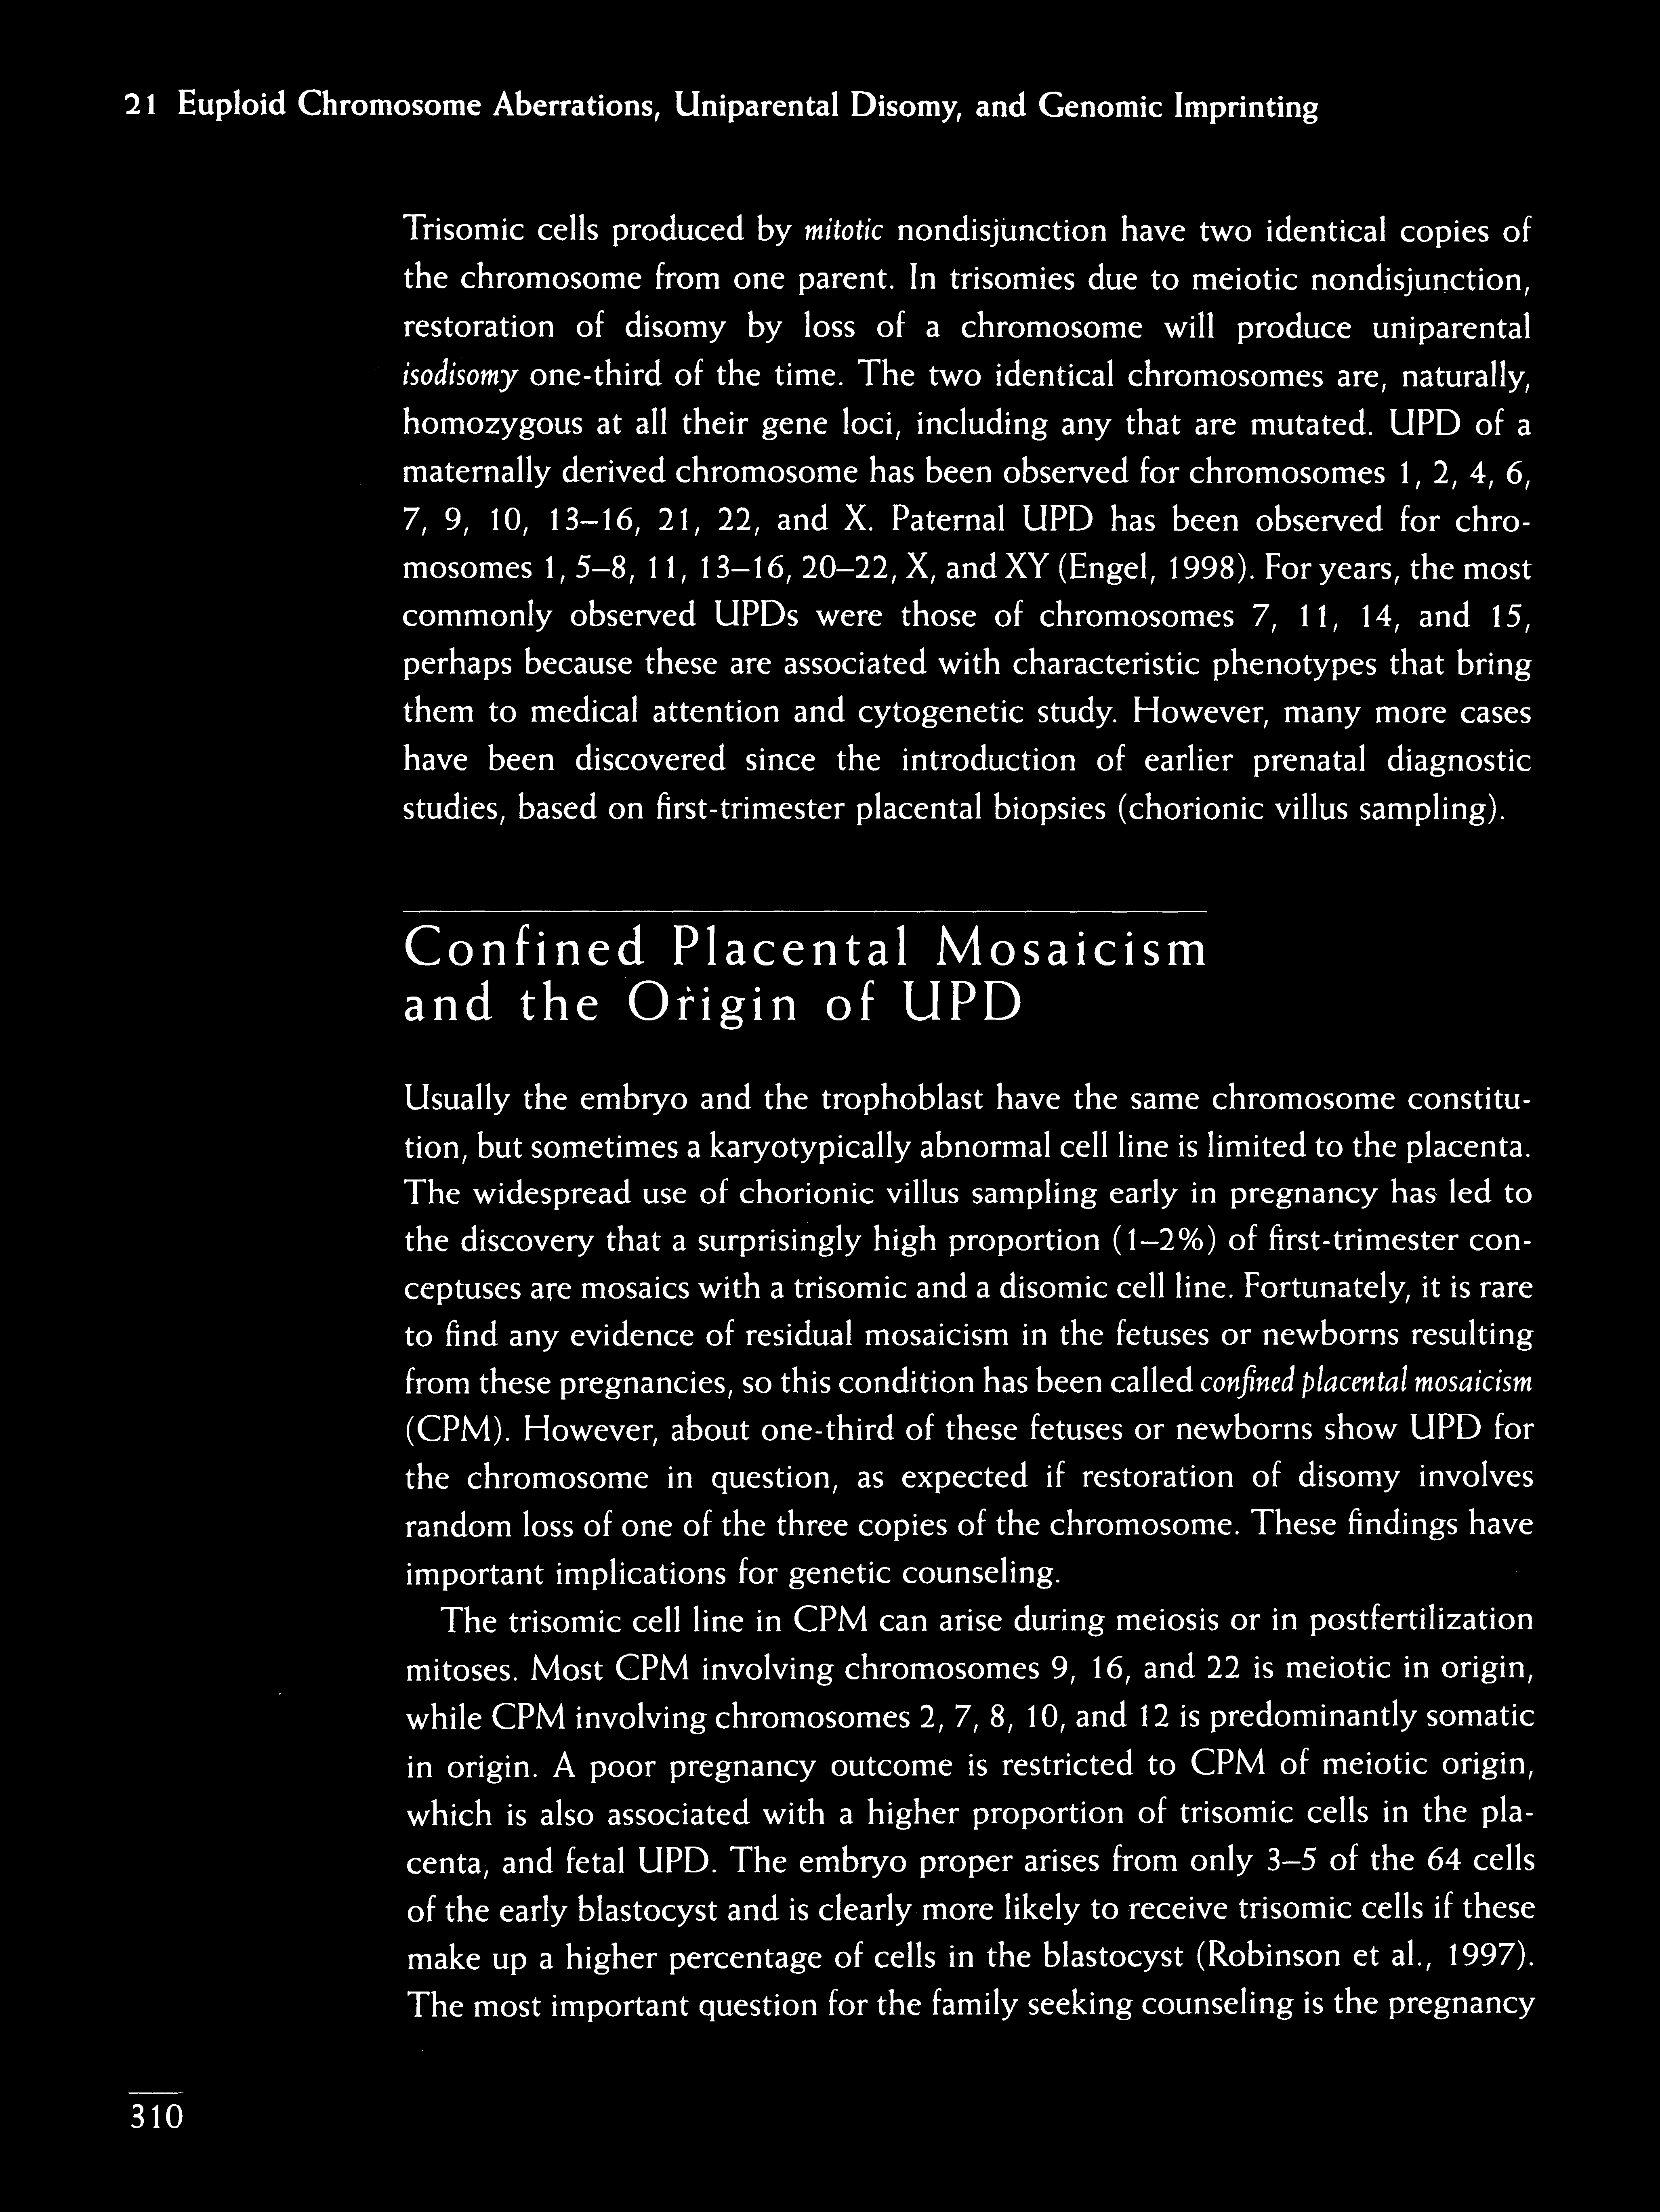 21 Euploid Chromosome Aberrations, Uniparental Disomy, and Genomic Imprinting
Trisomic cells produced by mitotic nondisjunction have two identical copies of
the chromosome from one parent. In trisomies due to meiotic nondisjunction,
restoration of disomy by loss of a chromosome will produce uniparental
isodisomy one-third of the time. The two identical chromosomes are, naturally,
homozygous at all their gene loci, including any that are mutated. UPD of a
maternally derived chromosome has been observed for chromosomes 1, 2, 4, 6,
7, 9, 10, 13–16, 21, 22, and X. Paternal UPD has been observed for chro-
mosomes 1, 5–8, 11, 13–16, 20–22, X, and XY (Engel, 1998). For years, the most
commonly observed UPDs were those of chromosomes 7, 11, 14, and 15,
perhaps because these are associated with characteristic phenotypes that bring
them to medical attention and cytogenetic study. However, many more cases
have been discovered since the introduction of earlier prenatal diagnostic
studies, based on first-trimester placental biopsies (chorionic villus sampling).
Confined Placental Mosaicism
and the Origin of UPD
Usually the embryo and the trophoblast have the same chromosome constitu-
tion, but sometimes a karyotypically abnormal cell line is limited to the placenta.
The widespread use of chorionic villus sampling early in pregnancy has led to
the discovery that a surprisingly high proportion (1–2%) of first-trimester con-
ceptuses are mosaics with a trisomic and a disomic cell line. Fortunately, it is rare
to find any evidence of residual mosaicism in the fetuses or newborns resulting
from these pregnancies, so this condition has been called confined placental mosaicism
(CPM). However, about one-third of these fetuses or newborns show UPD for
the chromosome in question, as expected if restoration of disomy involves
random loss of one of the three copies of the chromosome. These findings have
important implications for genetic counseling.
The trisomic cell line in CPM can arise during meiosis or in postfertilization
mitoses. Most CPM involving chromosomes 9, 16, and 22 is meiotic in origin,
while CPM involving chromosomes 2, 7, 8, 10, and 12 is predominantly somatic
in origin. A poor pregnancy outcome is restricted to CPM of meiotic origin,
which is also associated with a higher proportion of trisomic cells in the pla-
centa, and fetal UPD. The embryo proper arises from only 3–5 of the 64 cells
of the early blastocyst and is clearly more likely to receive trisomic cells if these
make up a higher percentage of cells in the blastocyst (Robinson et al., 1997).
The most important question for the family seeking counseling is the pregnancy
310